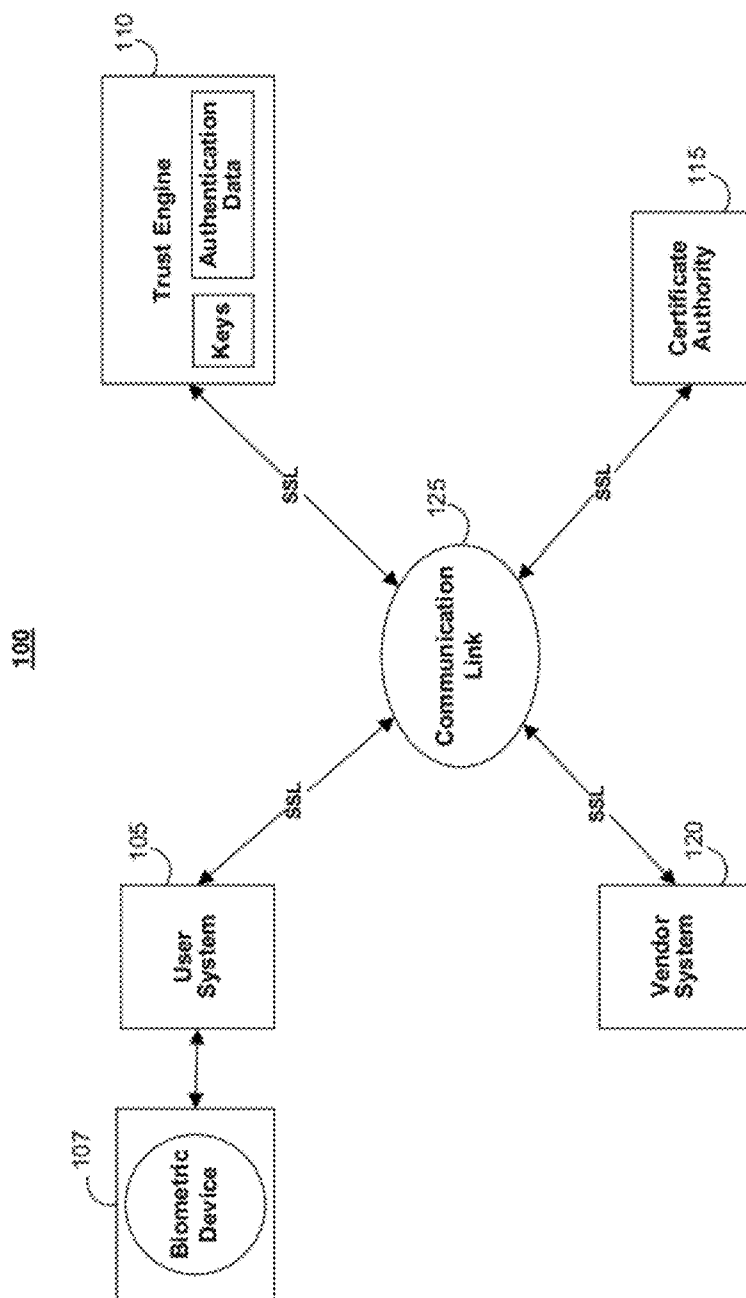 100
107
Biometric
Device
105
User
System
SSL
110
Trust Engine
Keys
Authentication
Data
SSL
125
Communication
Link
SSL
120
Vendor
System
SSL
115
Certificate
Authority